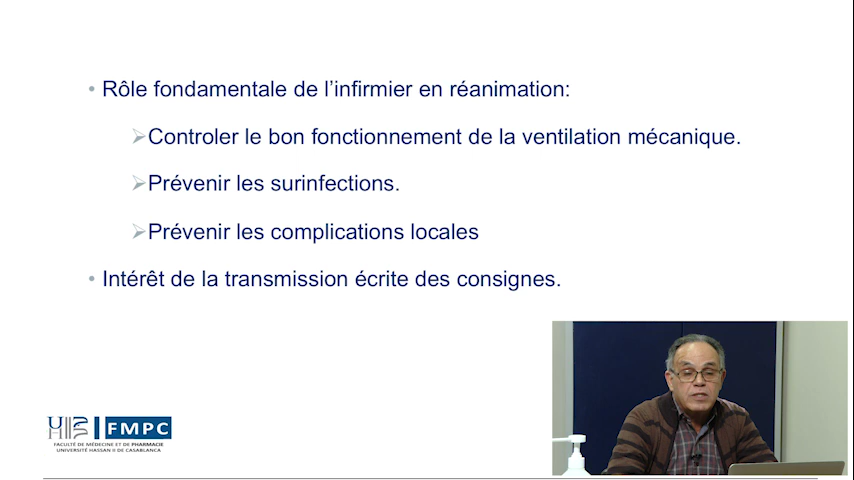 • Rôle fondamentale de l'infirmier en réanimation:
➢Controler le bon fonctionnement de la ventilation mécanique.
➢Prévenir les surinfections.
➢Prévenir les complications locales
• Intérêt de la transmission écrite des consignes.
UH2C FMPC
FACULTÉ DE MÉDECINE ET DE PHARMACIE
UNIVERSITÉ HASSAN II DE CASABLANCA